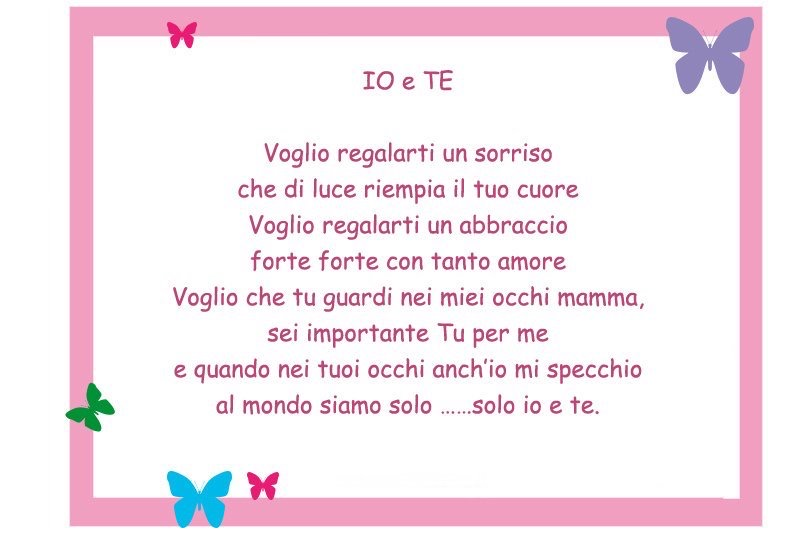 IO e TE
Voglio regalarti un sorriso
che di luce riempia il tuo cuore
Voglio regalarti un abbraccio
forte forte con tanto amore
Voglio che tu guardi nei miei occhi mamma,
sei importante Tu per me
e quando nei tuoi occhi anch'io mi specchio
al mondo siamo solo ......solo io e te.